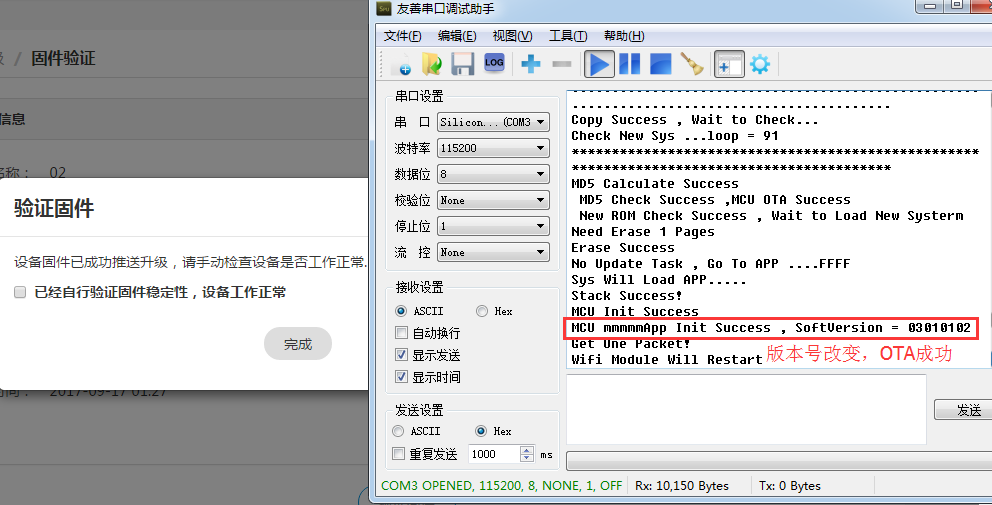 / 固件验证
信息
名称： 02
验证固件
设备固件已成功推送升级，请手动检查设备是否工作正常.
已经自行验证固件稳定性，设备工作正常
完成
2017-09-17 01:27
友善串口调试助手
文件(F) 编辑(E) 视图(V) 工具(T) 帮助(H)
LOG
串口设置
串 口 Silicon...(COM3
波特率 115200
数据位 8
校验位 None
停止位 1
流 控 None
接收设置
ASCII Hex
自动换行
显示发送
显示时间
发送设置
ASCII Hex
重复发送 1000 ms
Copy Success , Wait to Check...
Check New Sys ...loop = 91
***************************************************
****************************************
MD5 Calculate Success
MD5 Check Success ,MCU OTA Success
New ROM Check Success , Wait to Load New Systerm
Need Erase 1 Pages
Erase Success
No Update Task , Go To APP ....FFFF
Sys Will Load APP.....
Stack Success!
MCU Init Success
MCU mmmmmApp Init Success , SoftVersion = 03010102
Get One Packet!
Wifi Module Will Restart
版本号改变，OTA成功
发送
COM3 OPENED, 115200, 8, NONE, 1, OFF Rx: 10,150 Bytes Tx: 0 Bytes